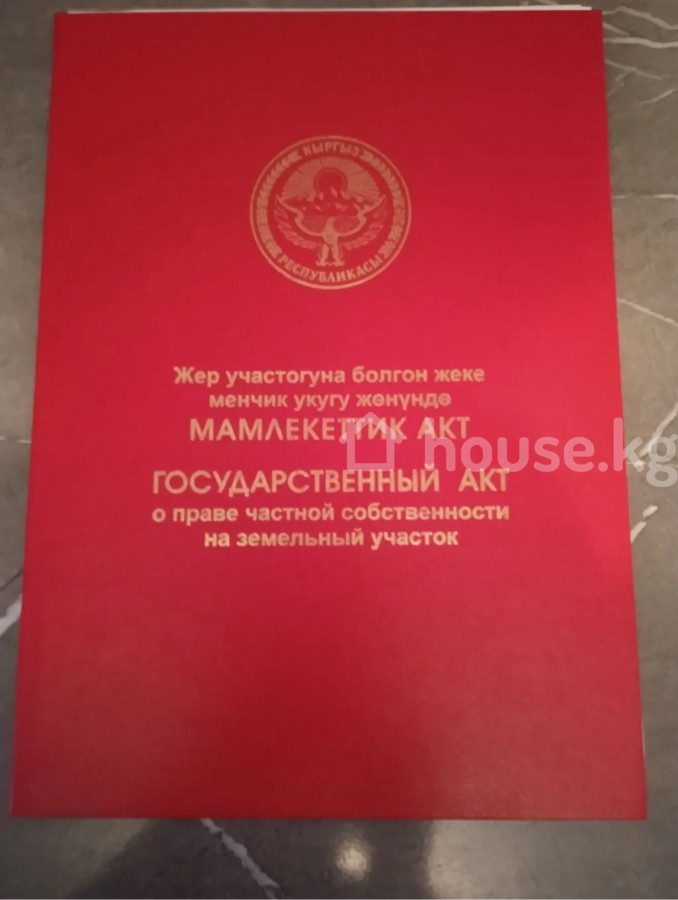 КЫРГЫЗ
РЕСПУБЛИКАСЫ
Жер участогуна болгон жеке
менчик укугу жөнүндө
МАМЛЕКЕТТИК АКТ
house.kg
ГОСУДАРСТВЕННЫЙ АКТ
о праве частной собственности
на земельный участок